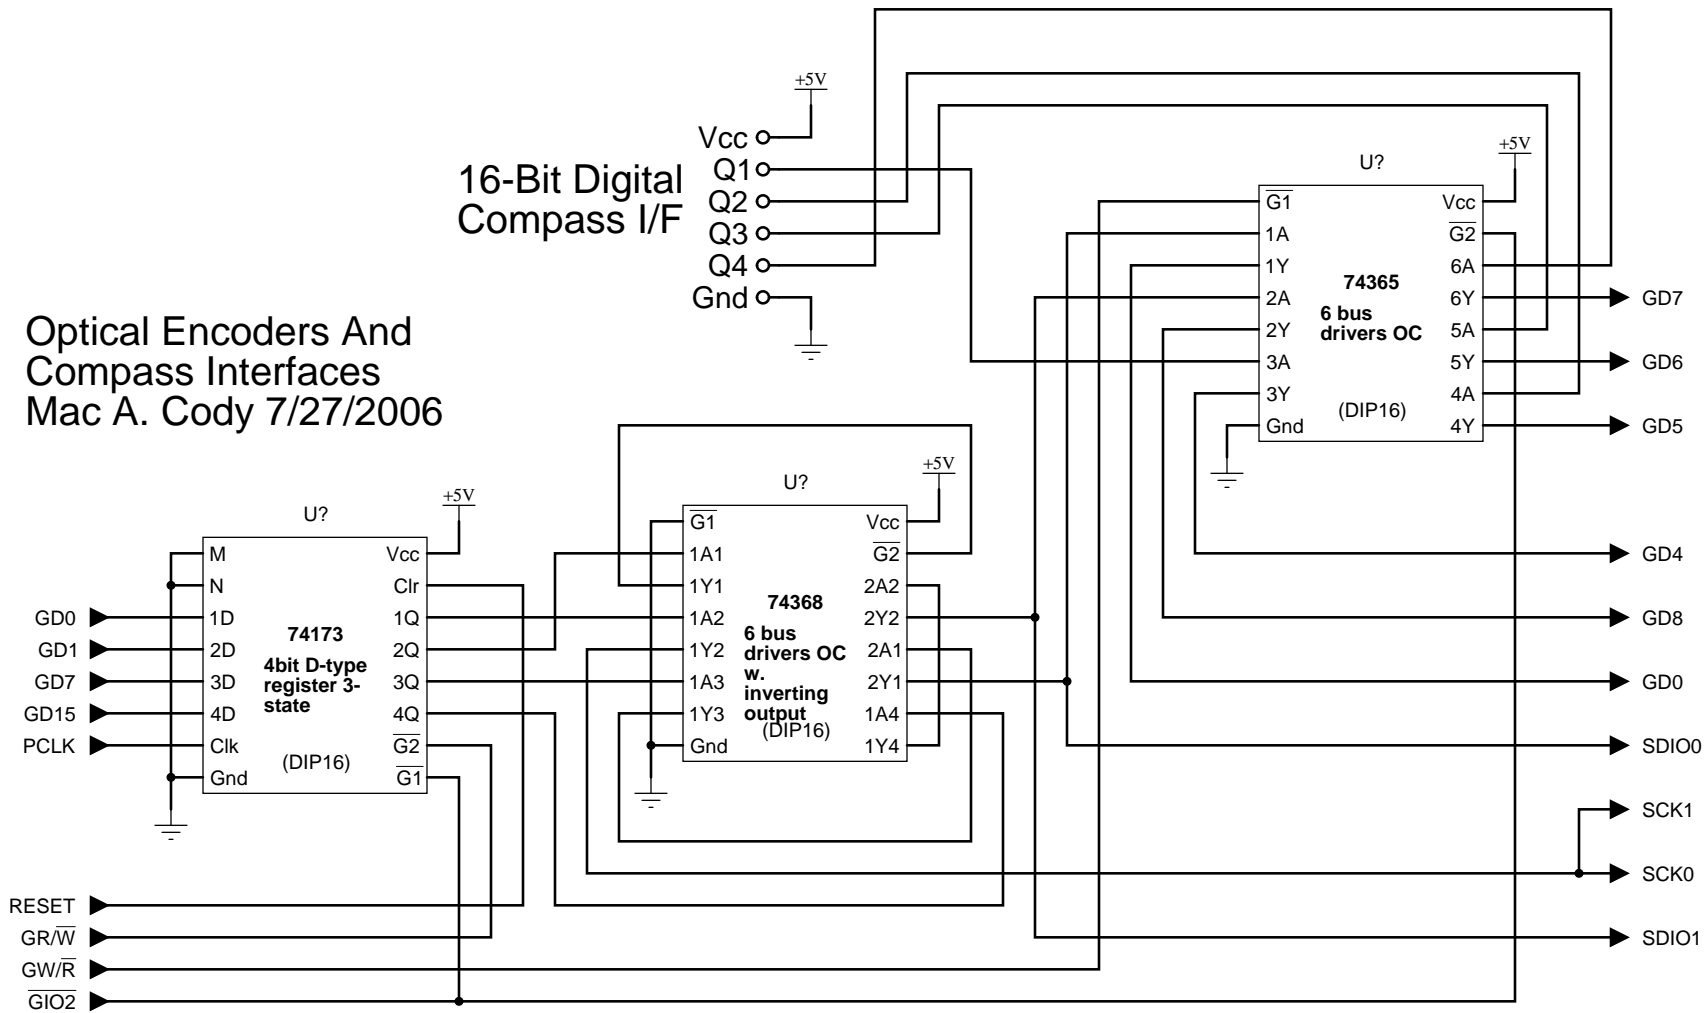 +5V
Vcc
Q1
Q2
Q3
Q4
Gnd
16-Bit Digital
Compass I/F
Optical Encoders And
Compass Interfaces
Mac A. Cody 7/27/2006
U?
+5V
G1
1A
1Y
2A
2Y
3A
3Y
Gnd
74365
6 bus
drivers OC
(DIP16)
Vcc
G2
6A
6Y
5A
5Y
4A
4Y
GD7
GD6
GD5
GD4
GD8
GD0
SDIO0
SCK1
SCK0
SDIO1
U?
+5V
G1
1A1
1Y1
1A2
1Y2
1A3
1Y3
Gnd
74368
6 bus
drivers OC
w.
inverting
output
(DIP16)
Vcc
G2
2A2
2Y2
2A1
2Y1
1A4
1Y4
U?
+5V
M
N
1D
2D
3D
4D
Clk
Gnd
74173
4bit D-type
register 3-
state
(DIP16)
Vcc
Clr
1Q
2Q
3Q
4Q
G2
G1
GD0
GD1
GD7
GD15
PCLK
RESET
GR/W
GW/R
GIO2